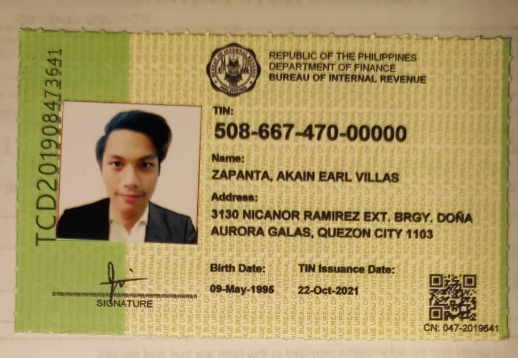 REPUBLIC OF THE PHILIPPINES
DEPARTMENT OF FINANCE
BUREAU OF INTERNAL REVENUE
TCD201908473641
TIN:
508-667-470-00000
Name:
ZAPANTA, AKAIN EARL VILLAS
Address:
3130 NICANOR RAMIREZ EXT. BRGY. DOÑA
AURORA GALAS, QUEZON CITY 1103
Birth Date: TIN Issuance Date:
09-May-1995 22-Oct-2021
SIGNATURE
CN: 047-2019641